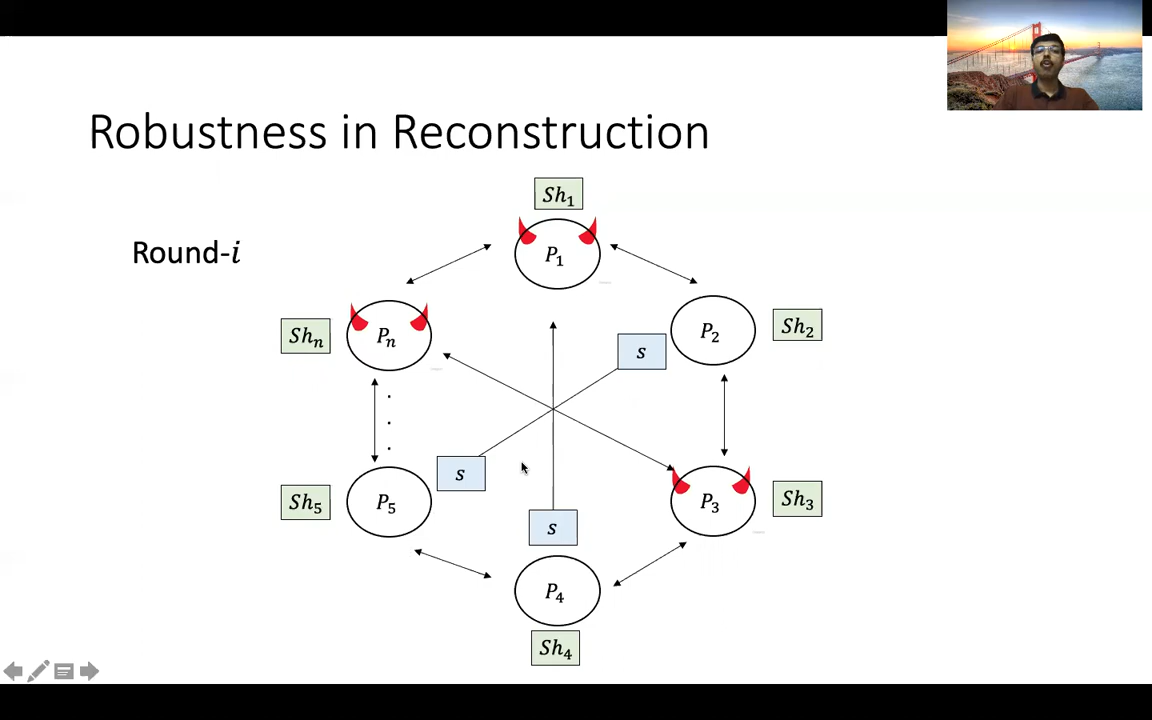 Robustness in Reconstruction
Round-𝑖
Sh₁
P₁
Shₙ
Pₙ
P₂
Sh₂
s
s
s
Sh₅
P₅
P₃
Sh₃
P₄
Sh₄